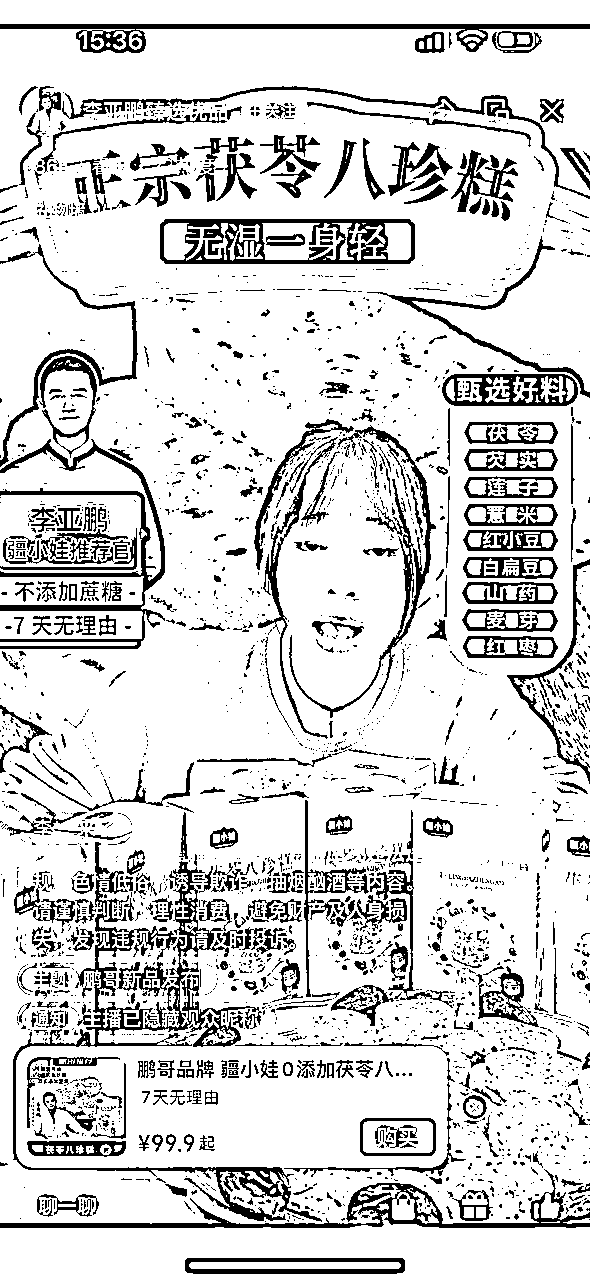 15:36
李亚鹏臻选优品 关注
正宗茯苓八珍糕
无湿一身轻
甄选好料
茯苓
芡实
莲子
薏米
红小豆
白扁豆
山药
麦芽
红枣
李亚鹏
疆小娃推荐官
- 不添加蔗糖 -
-7 天无理由 -
规、色情低俗、诱导欺诈、抽烟酗酒等内容。
请谨慎判断，理性消费，避免财产及人身损
失，发现违规行为请及时投诉。
主题 鹏哥新品发布
通知 主播已隐藏观众昵称
鹏哥品牌 疆小娃0添加茯苓八...
7天无理由
¥99.9起
购买
聊一聊